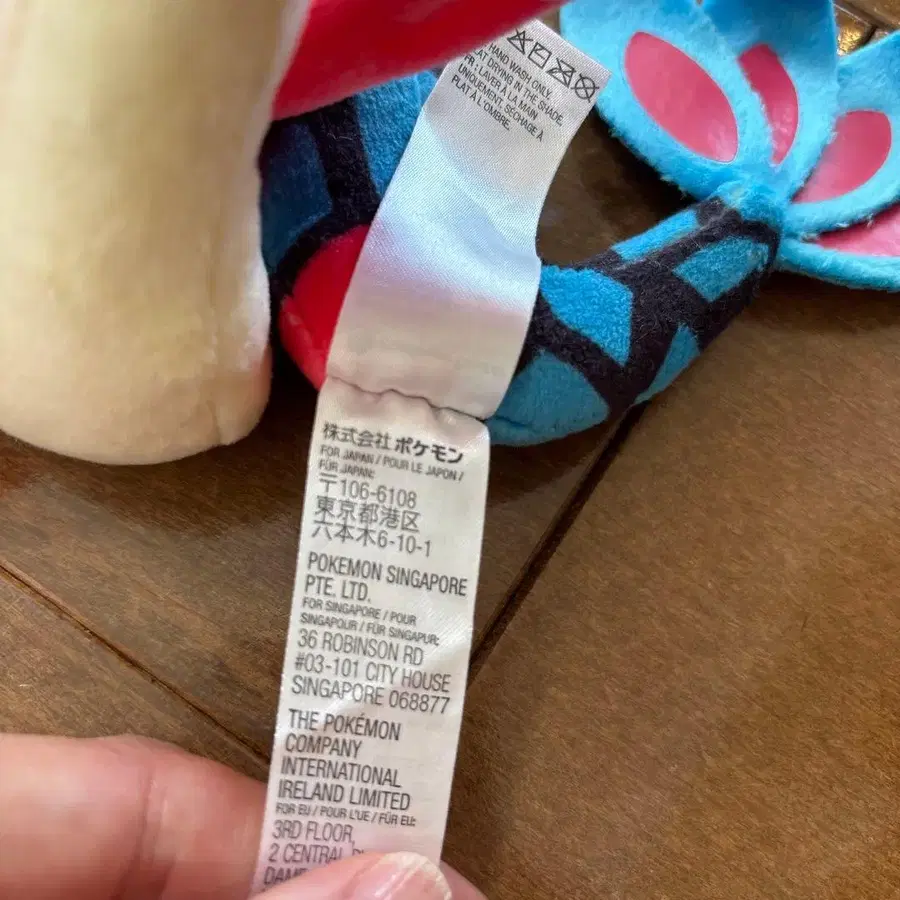 HAND WASH ONLY.
FLAT DRYING IN THE SHADE.
FR: LAVER À LA MAIN
UNIQUEMENT. SÉCHAGE À
PLAT À L'OMBRE.
株式会社ポケモン
FOR JAPAN / POUR LE JAPON /
FÜR JAPAN:
〒106-6108
東京都港区
六本木6-10-1
POKEMON SINGAPORE
PTE. LTD.
FOR SINGAPORE / POUR
SINGAPOUR / FÜR SINGAPUR:
36 ROBINSON RD
#03-101 CITY HOUSE
SINGAPORE 068877
THE POKÉMON
COMPANY
INTERNATIONAL
IRELAND LIMITED
FOR EU / POUR L'UE / FÜR EU:
3RD FLOOR,
2 CENTRAL